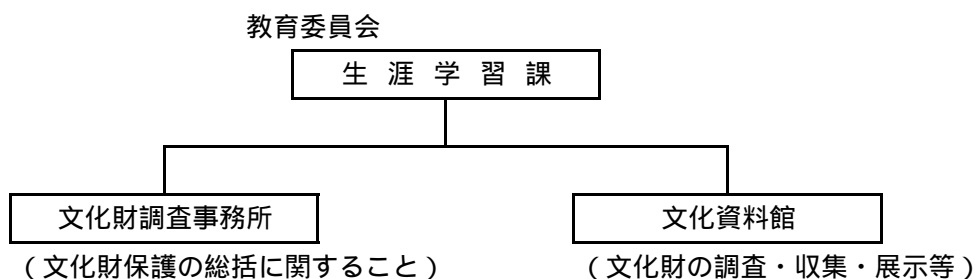 教育委員会
生涯学習課
文化財調査事務所
文化資料館
(文化財保護の総括に関すること)
(文化財の調査・収集・展示等)